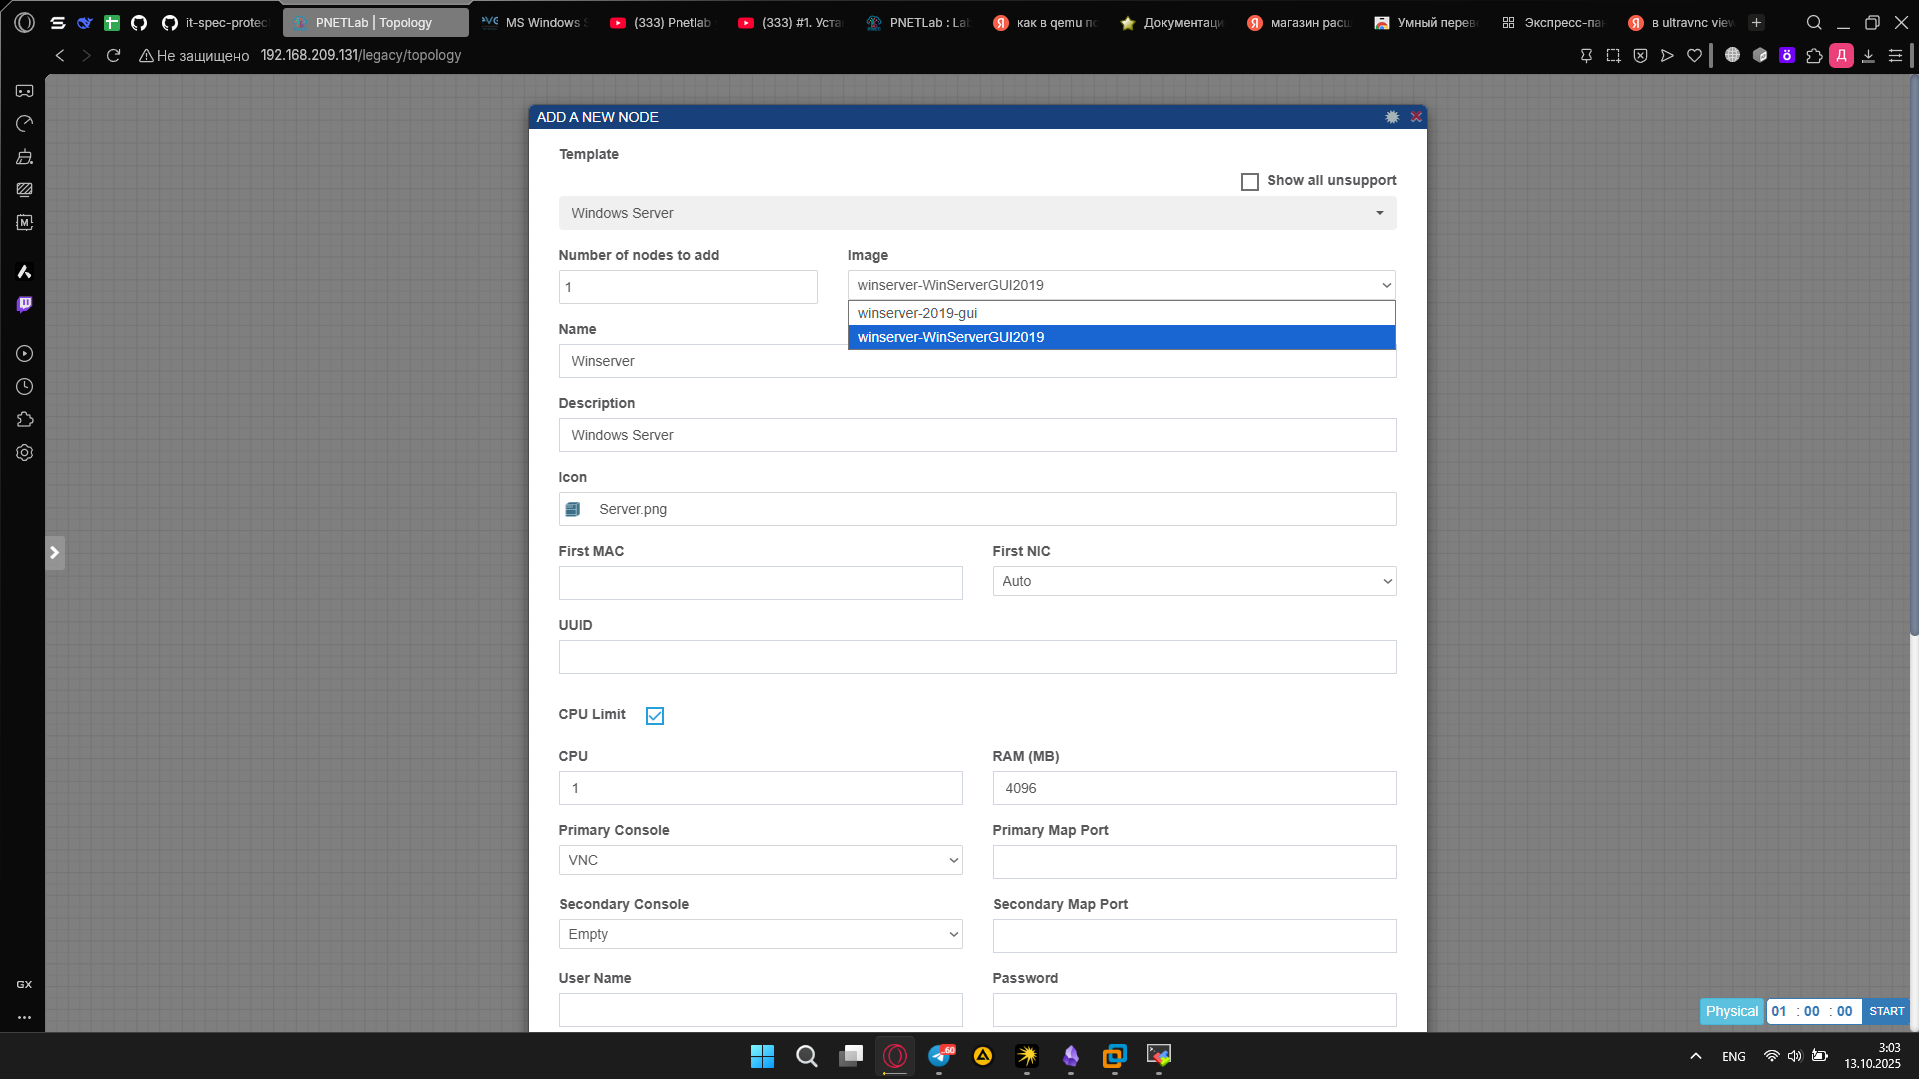 it-spec-protec
PNETLab | Topology
MS Windows S
(333) Pnetlab
(333) #1. Уста
PNETLab : Lab
как в qemu по
Документаци
магазин расш
Умный перев
Экспресс-пан
в ultravnc view
Не защищено
192.168.209.131/legacy/topology
ADD A NEW NODE
Template
Show all unsupport
Windows Server
Number of nodes to add
Image
1
winserver-WinServerGUI2019
winserver-2019-gui
winserver-WinServerGUI2019
Name
Winserver
Description
Windows Server
Icon
Server.png
First MAC
First NIC
Auto
UUID
CPU Limit
CPU
RAM (MB)
1
4096
Primary Console
Primary Map Port
VNC
Secondary Console
Secondary Map Port
Empty
User Name
Password
GX
Physical
01 : 00 : 00
START
60
ENG
3:03
13.10.2025